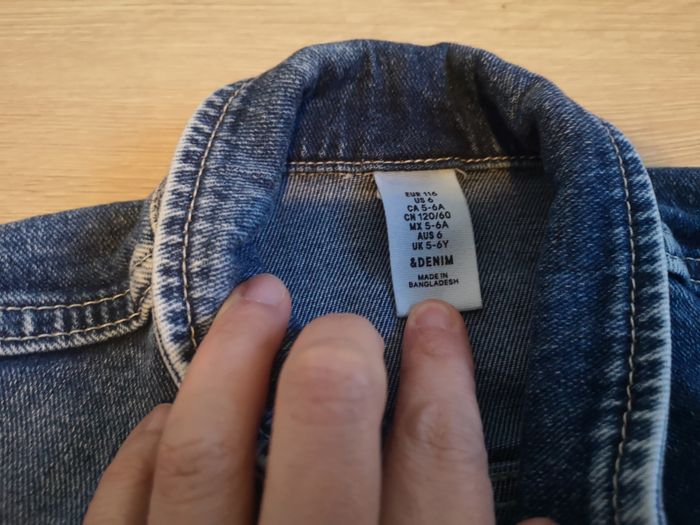 EUR 116
US 6
CA 5-6A
CN 120/60
MX 5-6A
AUS 6
UK 5-6Y
&DENIM
MADE IN
BANGLADESH